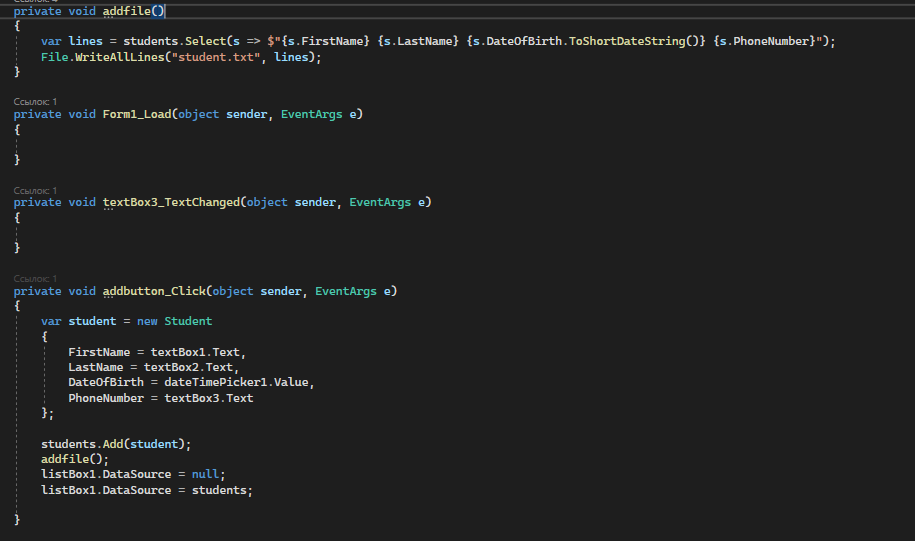 Ссылок: 4
private void addfile()
{
var lines = students.Select(s => $"{s.FirstName} {s.LastName} {s.DateOfBirth.ToShortDateString()} {s.PhoneNumber}");
File.WriteAllLines("student.txt", lines);
}
Ссылок: 1
private void Form1_Load(object sender, EventArgs e)
{
}
Ссылок: 1
private void textBox3_TextChanged(object sender, EventArgs e)
{
}
Ссылок: 1
private void addbutton_Click(object sender, EventArgs e)
{
var student = new Student
{
FirstName = textBox1.Text,
LastName = textBox2.Text,
DateOfBirth = dateTimePicker1.Value,
PhoneNumber = textBox3.Text
};
students.Add(student);
addfile();
listBox1.DataSource = null;
listBox1.DataSource = students;
}